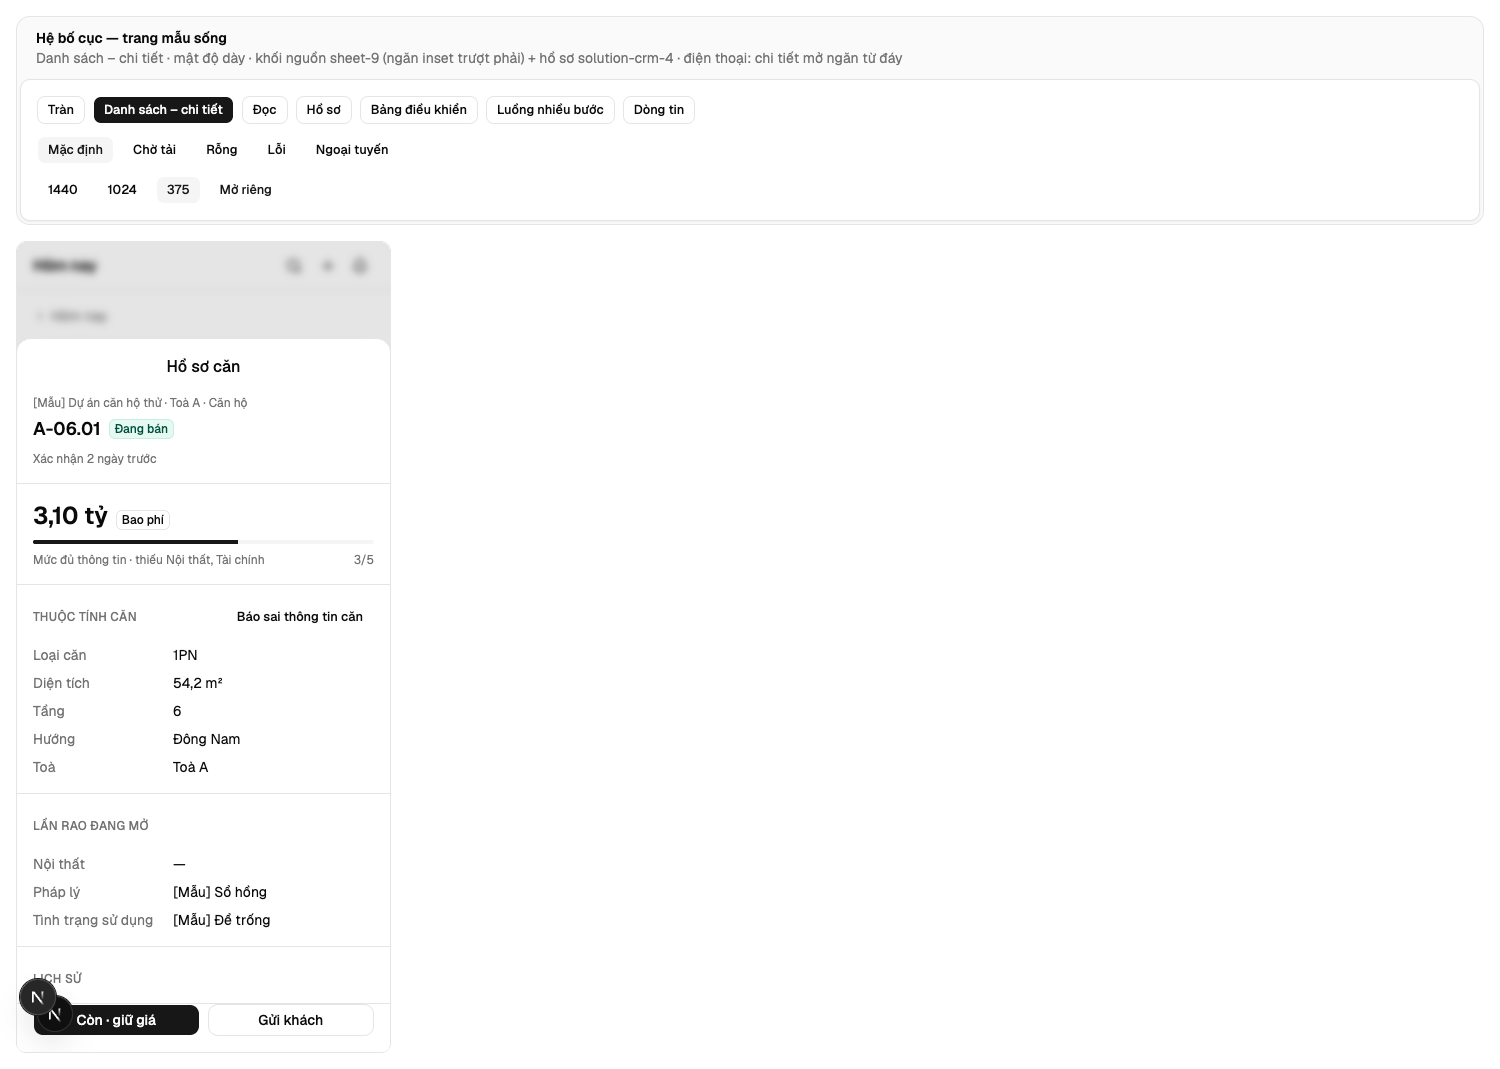 Hệ bố cục — trang mẫu sống
Danh sách – chi tiết · mật độ dày · khối nguồn sheet-9 (ngăn inset trượt phải) + hồ sơ solution-crm-4 · điện thoại: chi tiết mở ngăn từ đáy
Tràn Danh sách – chi tiết Đọc Hồ sơ Bảng điều khiển Luồng nhiều bước Dòng tin
Mặc định Chờ tải Rỗng Lỗi Ngoại tuyến
1440 1024 375 Mở riêng
Hôm nay
Hôm nay
Hồ sơ căn
[Mẫu] Dự án căn hộ thử · Toà A · Căn hộ
A-06.01 Đang bán
Xác nhận 2 ngày trước
3,10 tỷ Bao phí
Mức đủ thông tin · thiếu Nội thất, Tài chính 3/5
THUỘC TÍNH CĂN Báo sai thông tin căn
Loại căn 1PN
Diện tích 54,2 m²
Tầng 6
Hướng Đông Nam
Toà Toà A
LẦN RAO ĐANG MỞ
Nội thất —
Pháp lý [Mẫu] Sổ hồng
Tình trạng sử dụng [Mẫu] Để trống
LỊCH SỬ
N
N Còn · giữ giá Gửi khách